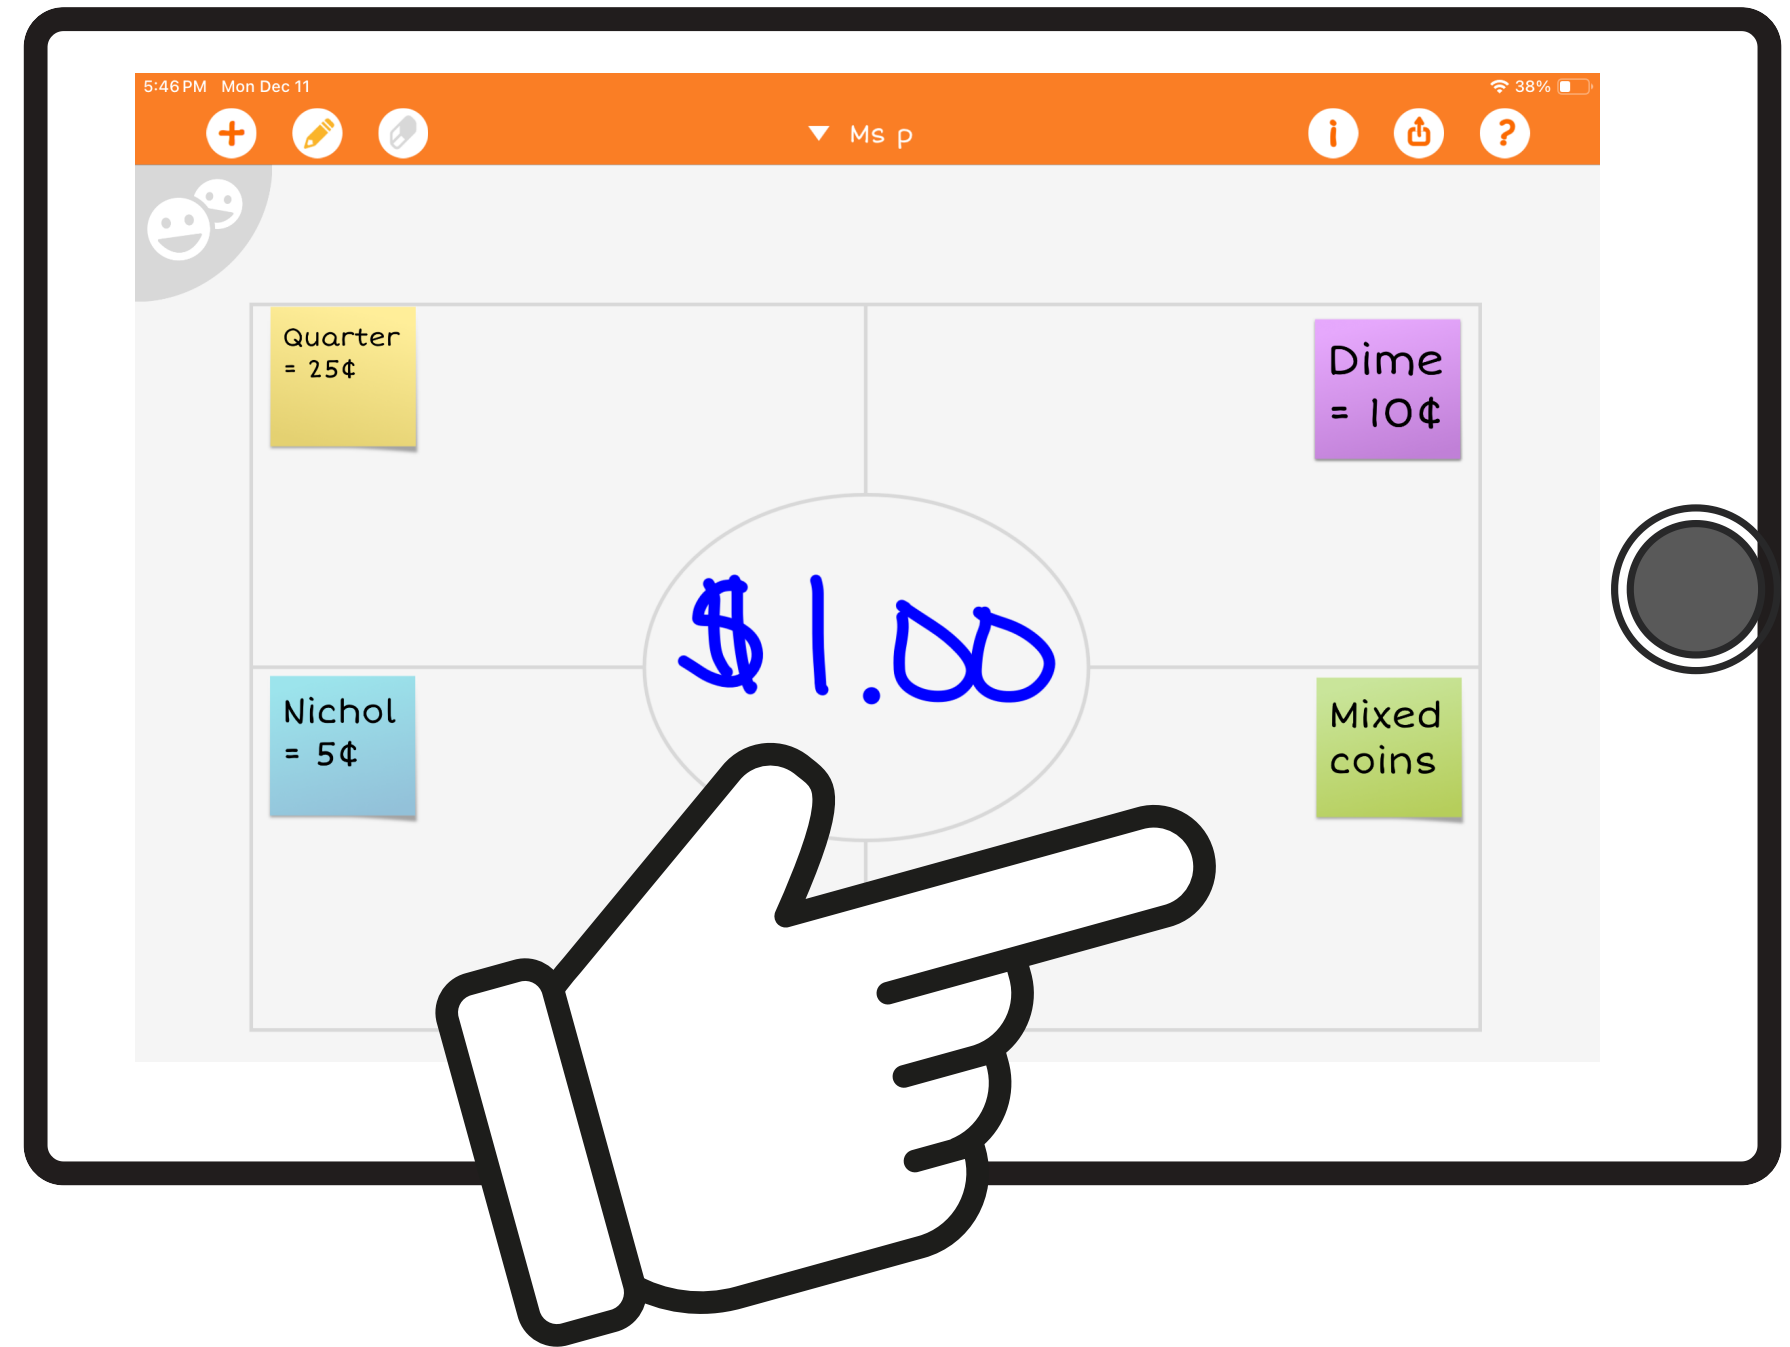 5:46 PM Mon Dec 11
38%
Ms p
Quarter
= 25¢
Dime
= 10¢
$1.00
Nichol
= 5¢
Mixed
coins